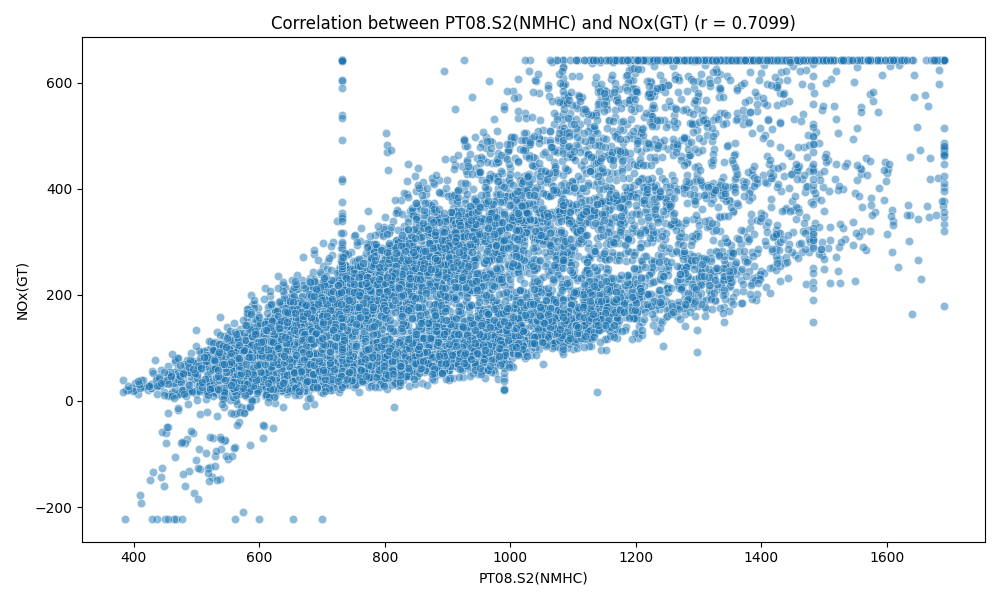 Correlation between PT08.S2(NMHC) and NOx(GT) (r = 0.7099)
NOx(GT)
600
400
200
0
−200
400 600 800 1000 1200 1400 1600
PT08.S2(NMHC)